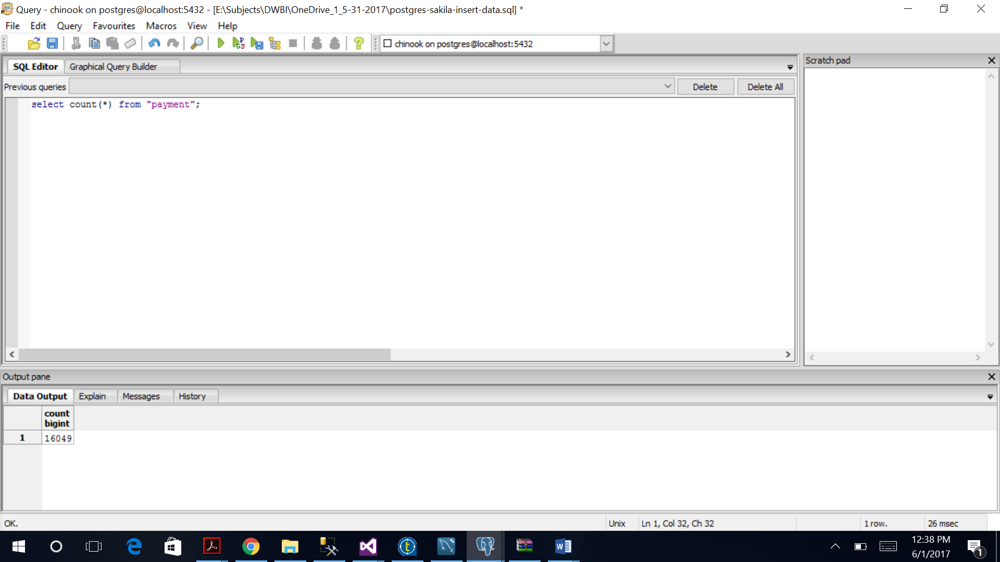 Query - chinook on postgres@localhost:5432 - [E:\Subjects\DWBI\OneDrive_1_5-31-2017\postgres-sakila-insert-data.sql] *
File Edit Query Favourites Macros View Help
chinook on postgres@localhost:5432
SQL Editor Graphical Query Builder
Scratch pad
Previous queries Delete Delete All
select count(*) from "payment";
Output pane
Data Output Explain Messages History
count
bigint
1 16049
OK. Unix Ln 1, Col 32, Ch 32 1 row. 26 msec
12:38 PM
6/1/2017
1